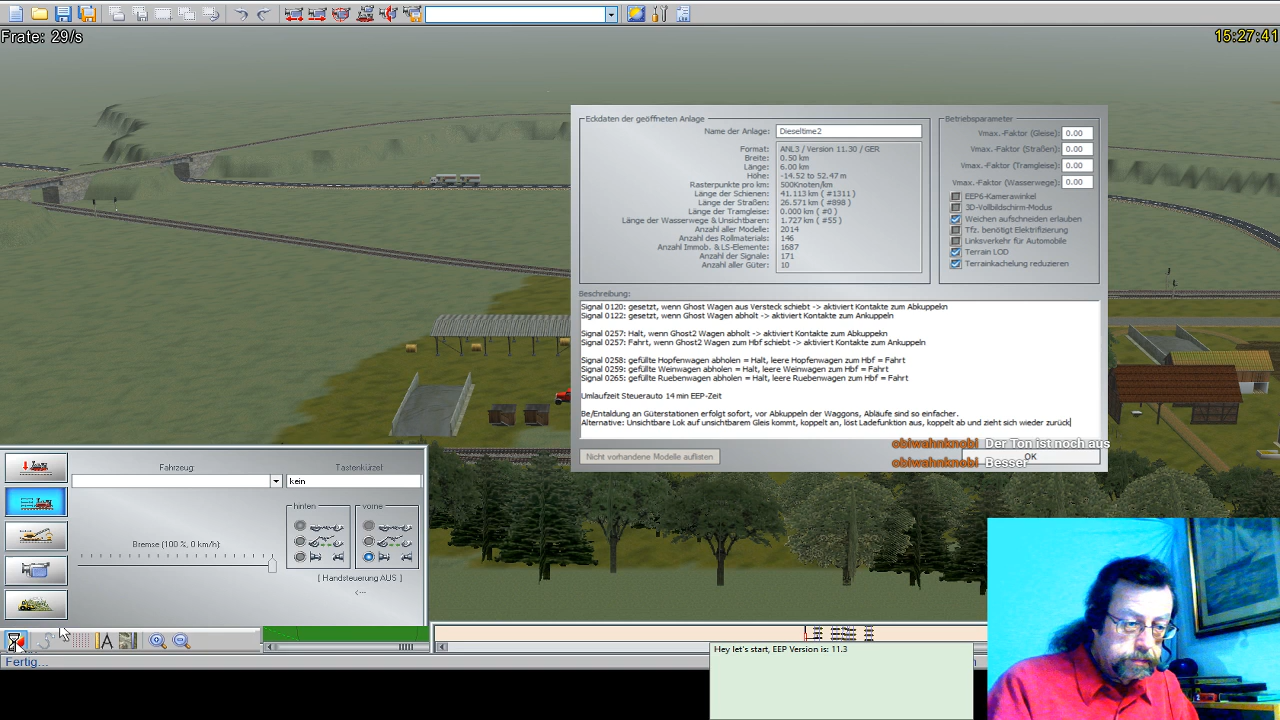 Frate: 29/s
15:27:41
Eckdaten der geöffneten Anlage
Name der Anlage: Dieseltime2
Format: ANL3 / Version 11.30 / GER
Breite: 0.50 km
Länge: 6.00 km
Höhe: -14.52 to 52.47 m
Rasterpunkte pro km: 500Knoten/km
Länge der Schienen: 41.113 km ( #1311 )
Länge der Straßen: 26.571 km ( #898 )
Länge der Tramgleise: 0.000 km ( #0 )
Länge der Wasserwege & Unsichtbaren: 1.727 km ( #55 )
Anzahl aller Modelle: 2014
Anzahl des Rollmaterials: 146
Anzahl Immob. & LS-Elemente: 1687
Anzahl der Signale: 171
Anzahl aller Güter: 10
Betriebsparameter
Vmax.-Faktor (Gleise): 0.00
Vmax. -Faktor (Straßen): 0.00
Vmax. -Faktor (Tramgleise): 0.00
Vmax.-Faktor (Wasserwege): 0.00
EEP6-Kamerawinkel
3D-Vollbildschirm-Modus
Weichen aufschneiden erlauben
Tfz. benötigt Elektrifizierung
Linksverkehr für Automobile
Terrain LOD
Terrainkachelung reduzieren
Beschreibung:
Signal 0120: gesetzt, wenn Ghost Wagen aus Versteck schiebt -> aktiviert Kontakte zum Abkuppeln
Signal 0122: gesetzt, wenn Ghost Wagen abholt -> aktiviert Kontakte zum Ankuppeln
Signal 0257: Halt, wenn Ghost2 Wagen abholt -> aktiviert Kontakte zum Abkuppekn
Signal 0257: Fahrt, wenn Ghost2 Wagen zum Hbf schiebt -> aktiviert Kontakte zum Ankuppeln
Signal 0258: gefüllte Hopfenwagen abholen = Halt, leere Hopfenwagen zum Hbf = Fahrt
Signal 0259: gefüllte Weinwagen abholen = Halt, leere Weinwagen zum Hbf = Fahrt
Signal 0265: gefüllte Ruebenwagen abholen = Halt, leere Ruebenwagen zum Hbf = Fahrt
Umlaufzeit Steuerauto 14 min EEP-Zeit
Be/Entaldung an Güterstationen erfolgt sofort, vor Abkuppeln der Waggons, Abläufe sind so einfacher.
Alternative: Unsichtbare Lok auf unsichtbarem Gleis kommt, koppelt an, löst Ladefunktion aus, koppelt ab und zieht sich wieder zurück
obiwahnknobi Der Ton ist noch aus
Nicht vorhandene Modelle auflisten
OK
obiwahnknobi Besser
Fahrzeug:
Tastenkürzel
kein
hinten
vorne
Bremse (100 %, 0 km/h)
[ Handsteuerung AUS ]
<---
Fertig...
Hey let's start, EEP Version is: 11.3